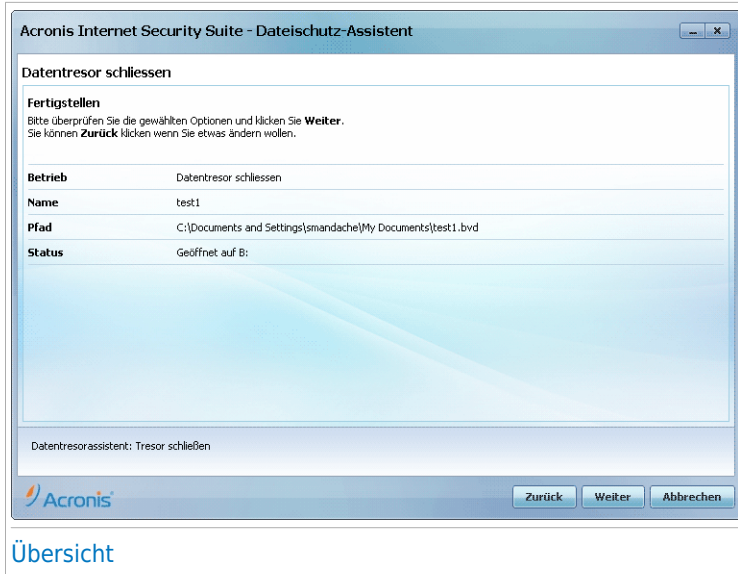 Acronis Internet Security Suite - Dateischutz-Assistent
Datentresor schliessen
Fertigstellen
Bitte überprüfen Sie die gewählten Optionen und klicken Sie Weiter.
Sie können Zurück klicken wenn Sie etwas ändern wollen.
Betrieb Datentresor schliessen
Name test1
Pfad C:\Documents and Settings\smandache\My Documents\test1.bvd
Status Geöffnet auf B:
Datentresorassistent: Tresor schließen
Acronis
Zurück Weiter Abbrechen
Übersicht